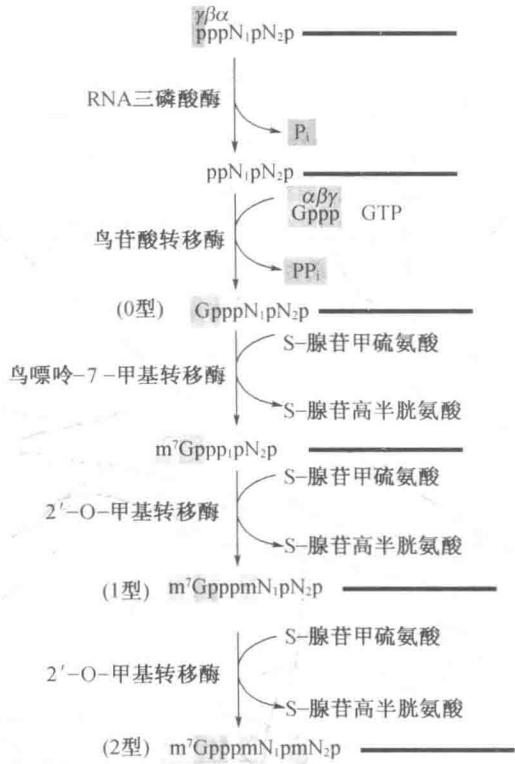 γβα
pppN₁pN₂p
RNA三磷酸酶
Pᵢ
ppN₁pN₂p
αβγ
Gppp GTP
鸟苷酸转移酶
PPᵢ
(0型) GpppN₁pN₂p
S-腺苷甲硫氨酸
鸟嘌呤-7-甲基转移酶
S-腺苷高半胱氨酸
m⁷Gppp₁pN₂p
S-腺苷甲硫氨酸
2′-O-甲基转移酶
S-腺苷高半胱氨酸
(1型) m⁷GpppmN₁pN₂p
S-腺苷甲硫氨酸
2′-O-甲基转移酶
S-腺苷高半胱氨酸
(2型) m⁷GpppmN₁pmN₂p